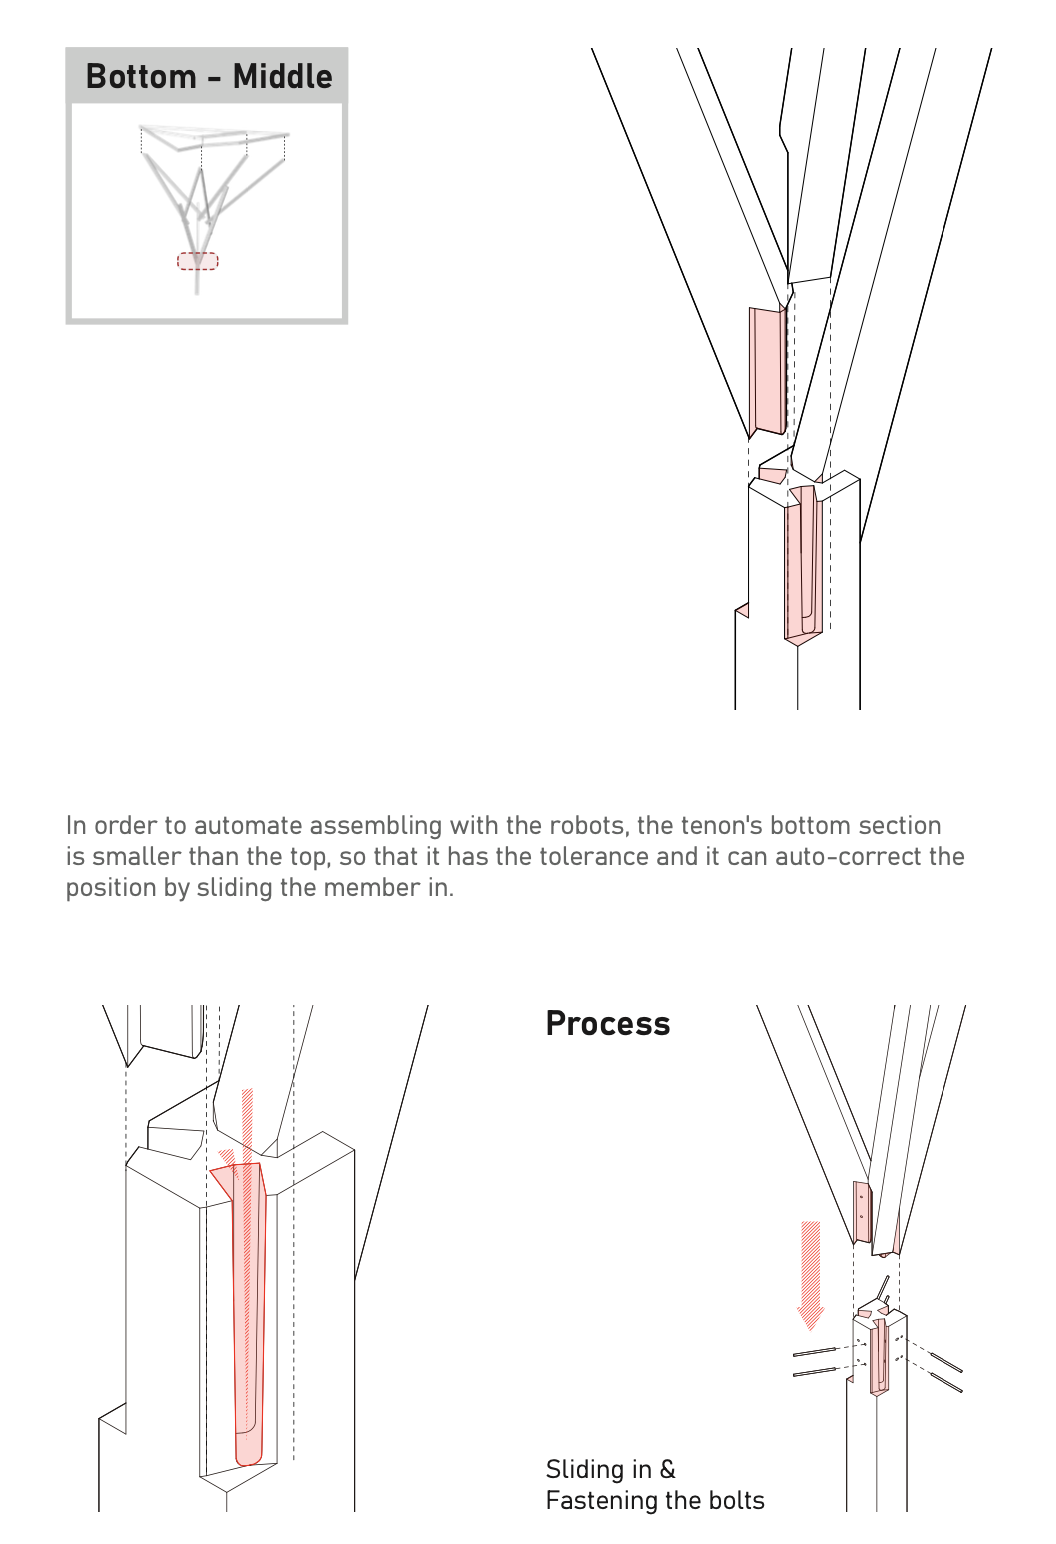 Bottom - Middle
In order to automate assembling with the robots, the tenon's bottom section
is smaller than the top, so that it has the tolerance and it can auto-correct the
position by sliding the member in.
Process
Sliding in &
Fastening the bolts